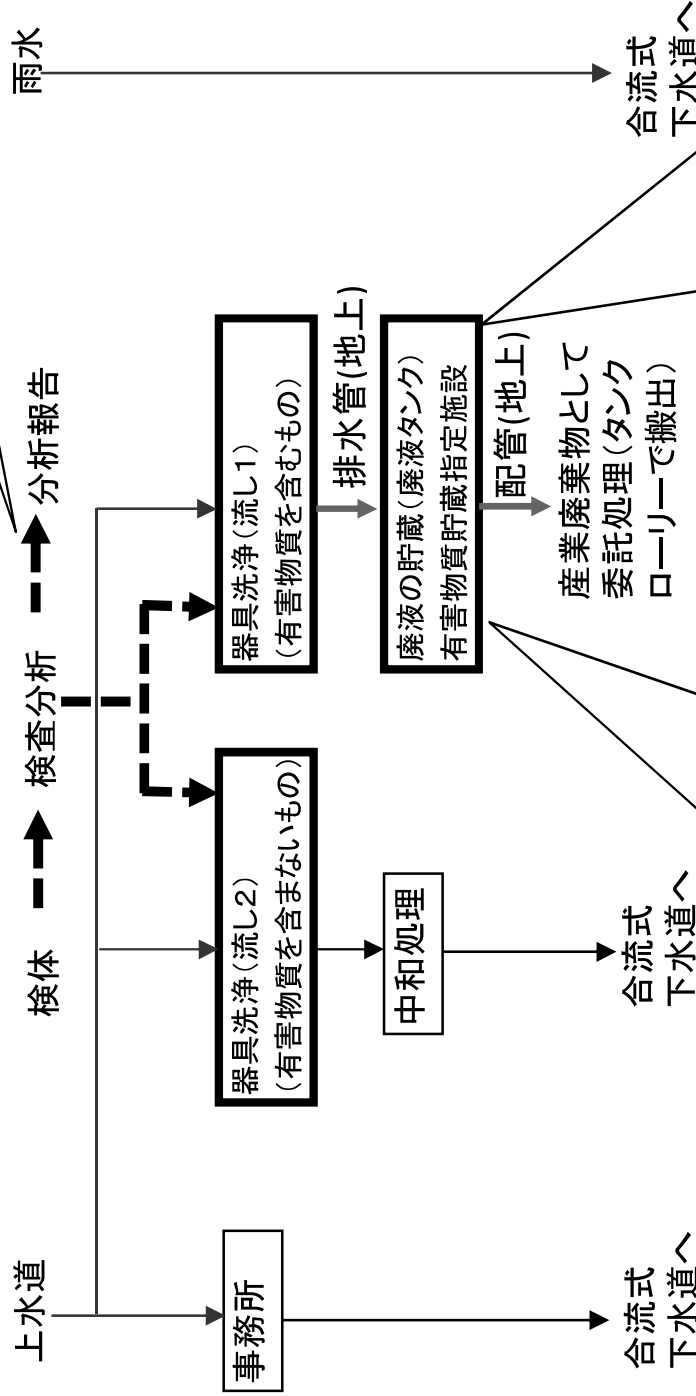 上水道
検体
検査分析
分析報告
雨水
事務所
器具洗浄(流し2)
(有害物質を含まないもの)
器具洗浄(流し1)
(有害物質を含むもの)
排水管(地上)
中和処理
廃液の貯蔵(廃液タンク)
有害物質貯蔵指定施設
配管(地上)
産業廃棄物として
委託処理(タンク
ローリーで搬出)
合流式
下水道へ
合流式
下水道へ
合流式
下水道へ